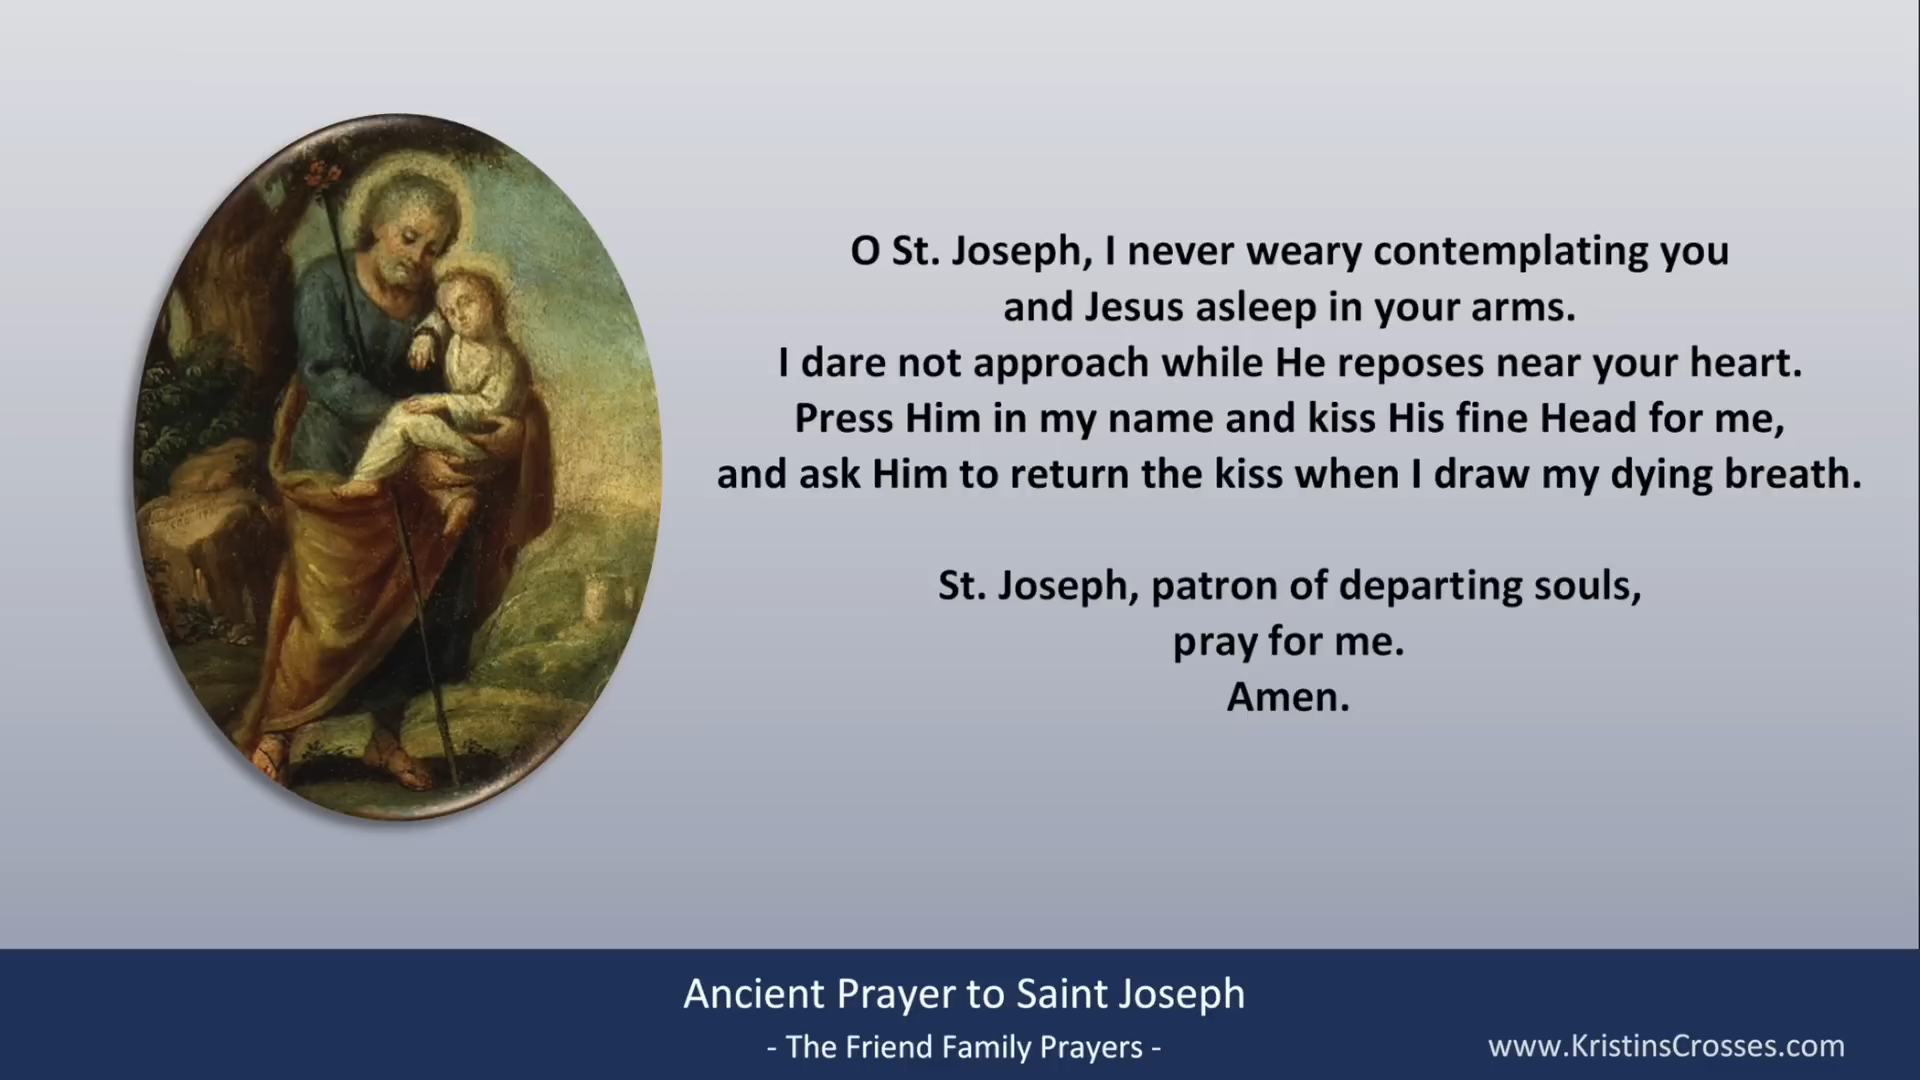 O St. Joseph, I never weary contemplating you
and Jesus asleep in your arms.
I dare not approach while He reposes near your heart.
Press Him in my name and kiss His fine Head for me,
and ask Him to return the kiss when I draw my dying breath.
St. Joseph, patron of departing souls,
pray for me.
Amen.
Ancient Prayer to Saint Joseph
- The Friend Family Prayers -
www.KristinsCrosses.com